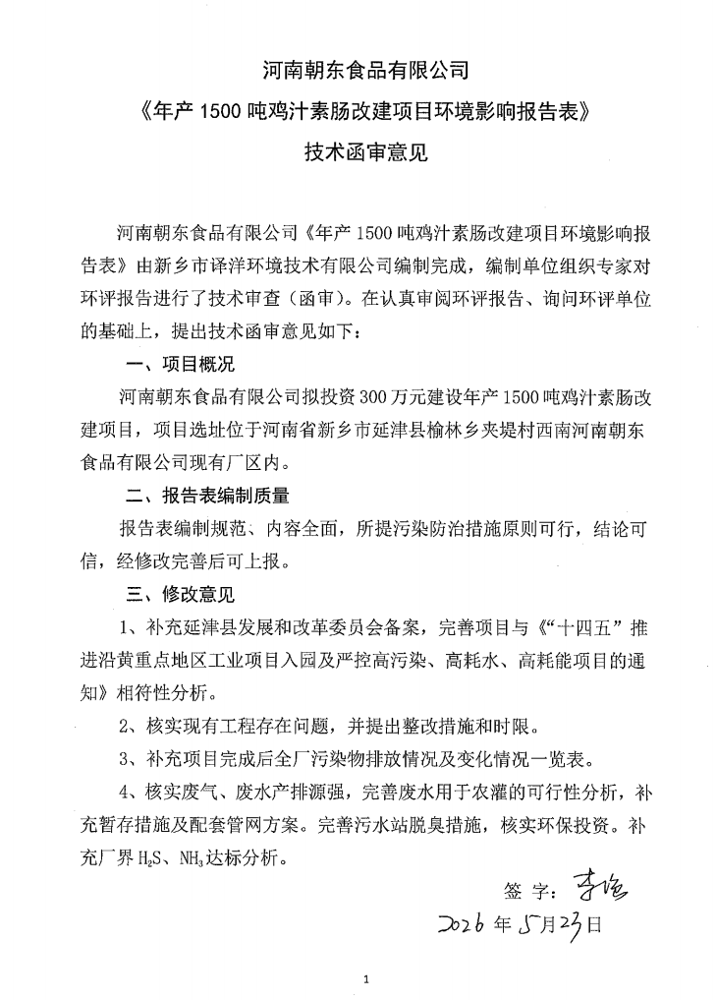 河南朝东食品有限公司
《年产 1500 吨鸡汁素肠改建项目环境影响报告表》
技术函审意见
河南朝东食品有限公司《年产 1500 吨鸡汁素肠改建项目环境影响报
告表》由新乡市译洋环境技术有限公司编制完成，编制单位组织专家对
环评报告进行了技术审查（函审）。在认真审阅环评报告、询问环评单位
的基础上，提出技术函审意见如下：
一、项目概况
河南朝东食品有限公司拟投资 300 万元建设年产 1500 吨鸡汁素肠改
建项目，项目选址位于河南省新乡市延津县榆林乡夹堤村西南河南朝东
食品有限公司现有厂区内。
二、报告表编制质量
报告表编制规范、内容全面，所提污染防治措施原则可行，结论可
信，经修改完善后可上报。
三、修改意见
1、补充延津县发展和改革委员会备案，完善项目与《“十四五”推
进沿黄重点地区工业项目入园及严控高污染、高耗水、高耗能项目的通
知》相符性分析。
2、核实现有工程存在问题，并提出整改措施和时限。
3、补充项目完成后全厂污染物排放情况及变化情况一览表。
4、核实废气、废水产排源强，完善废水用于农灌的可行性分析，补
充暂存措施及配套管网方案。完善污水站脱臭措施，核实环保投资。补
充厂界 H₂S、NH₃达标分析。
签 字：李
2026 年 5月23日
1